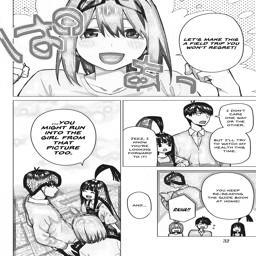 LET'S MAKE THIS
A FIELD TRIP YOU
WON'T REGRET!
...YOU
MIGHT RUN
INTO THE
GIRL FROM
THAT
PICTURE
TOO.
I DON'T
CARE
ONE WAY
OR THE
OTHER.
BUT I'LL TRY
TO WATCH MY
HEALTH THIS
TIME.
JEEZ, I
KNOW
YOU'RE
LOOKING
FORWARD
TO IT!
AND...
YOU KEEP
RE-READING
THE GUIDE BOOK
AT HOME!